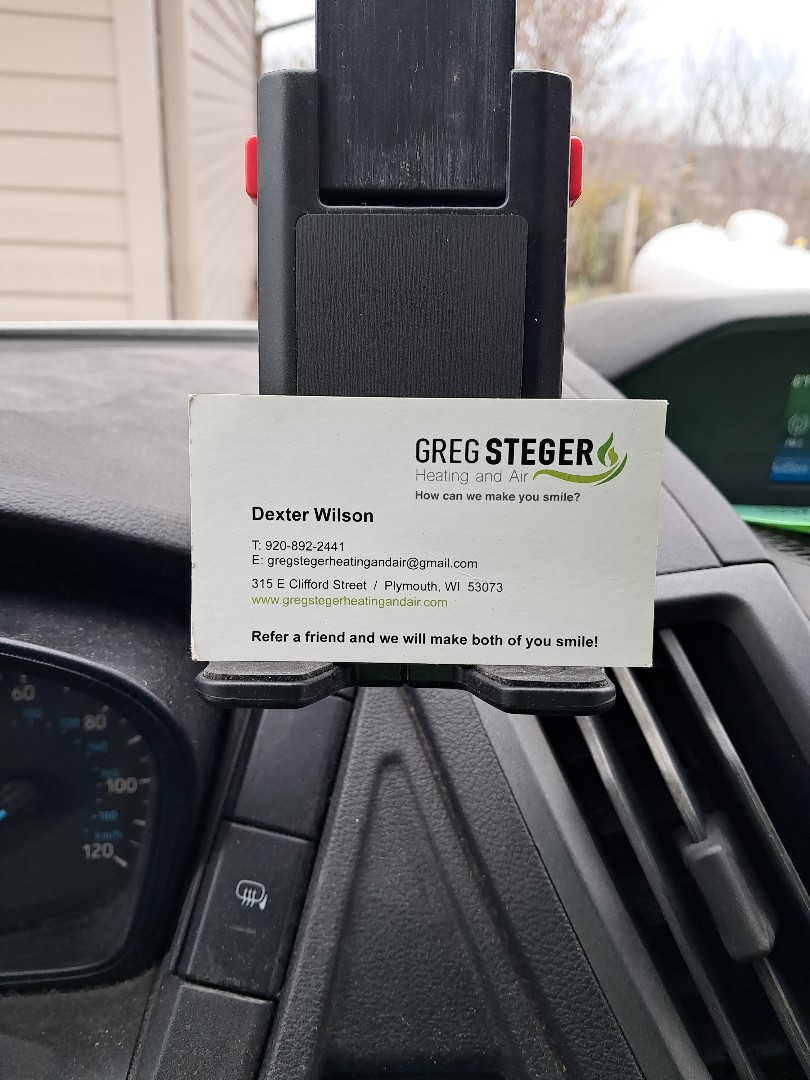 GREG STEGER
Heating and Air
How can we make you smile?
Dexter Wilson
T: 920-892-2441
E: gregstegerheatingandair@gmail.com
315 E Clifford Street / Plymouth, WI 53073
www.gregstegerheatingandair.com
Refer a friend and we will make both of you smile!
60
80
100
180
km/h
120